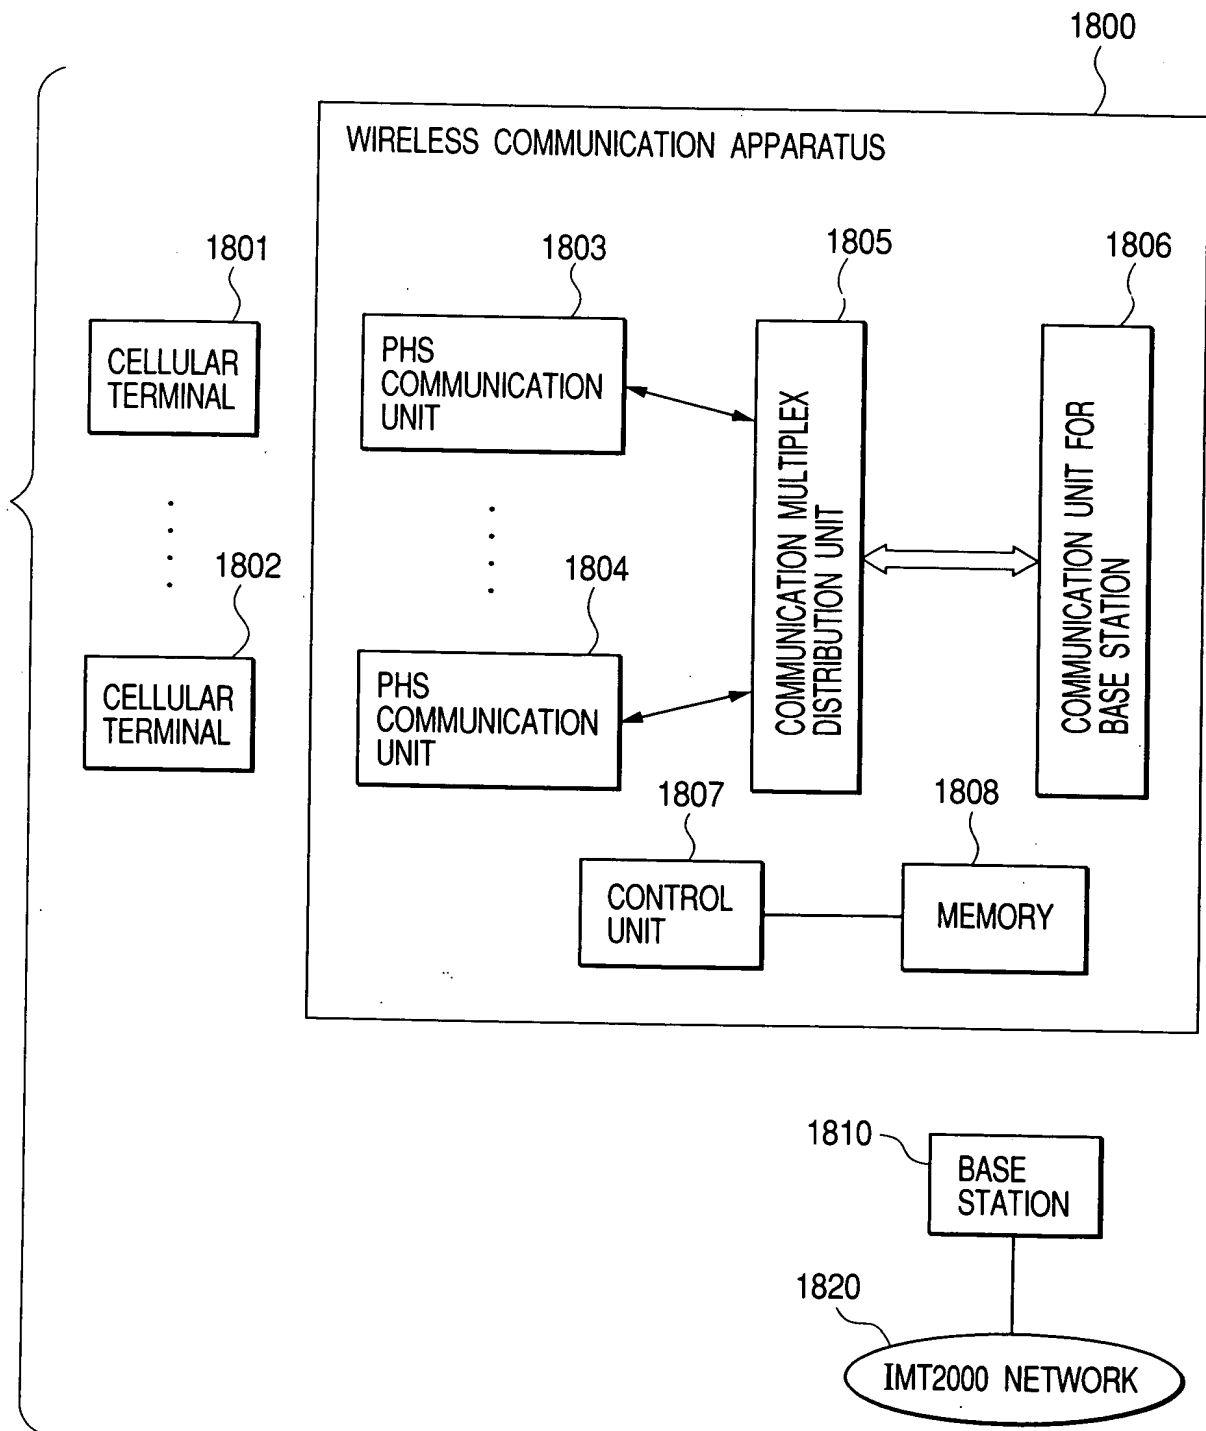 1800
WIRELESS COMMUNICATION APPARATUS
1801
1803
1805
1806
CELLULAR
TERMINAL
PHS
COMMUNICATION
UNIT
COMMUNICATION MULTIPLEX
DISTRIBUTION UNIT
COMMUNICATION UNIT FOR
BASE STATION
1802
1804
CELLULAR
TERMINAL
PHS
COMMUNICATION
UNIT
1807
1808
CONTROL
UNIT
MEMORY
1810
BASE
STATION
1820
IMT2000 NETWORK